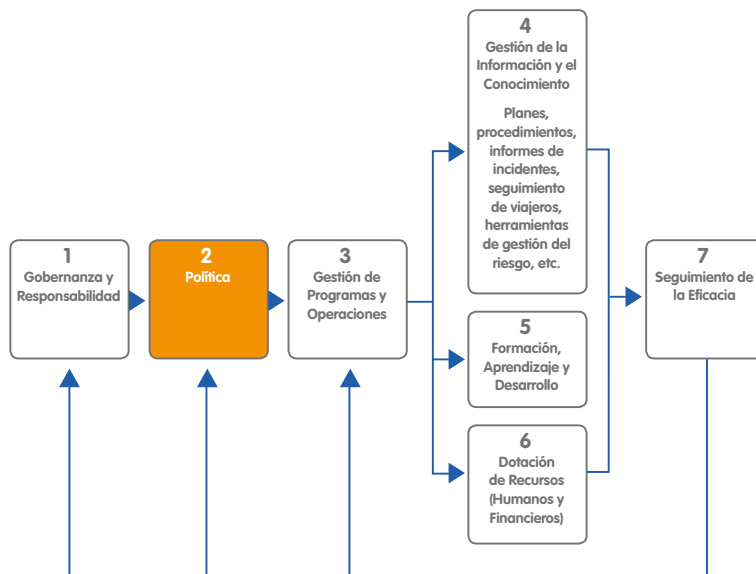 1
Gobernanza y
Responsabilidad
2
Política
3
Gestión de
Programas y
Operaciones
4
Gestión de la
Información y el
Conocimiento
Planes,
procedimientos,
informes de
incidentes,
seguimiento
de viajeros,
herramientas
de gestión del
riesgo, etc.
5
Formación,
Aprendizaje y
Desarrollo
6
Dotación
de Recursos
(Humanos y
Financieros)
7
Seguimiento de
la Eficacia